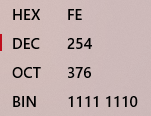 HEX FE
DEC 254
OCT 376
BIN 1111 1110